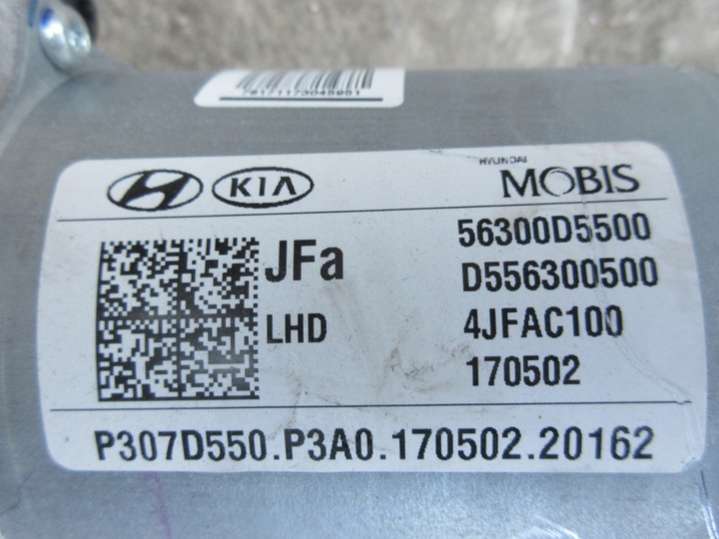 KIA
HYUNDAI
MOBIS
JFa
LHD
56300D5500
D556300500
4JFAC100
170502
P307D550.P3A0.170502.20162